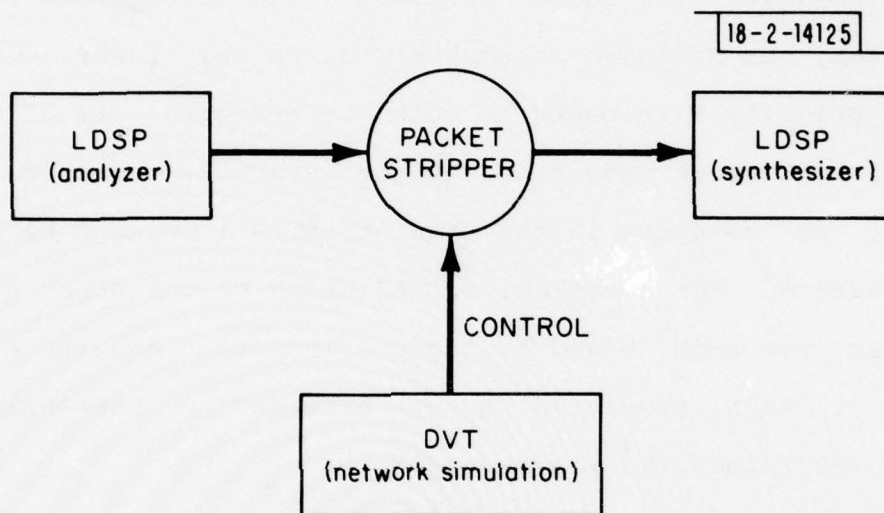 18-2-14125
LDSP
(analyzer)
PACKET
STRIPPER
LDSP
(synthesizer)
CONTROL
DVT
(network simulation)